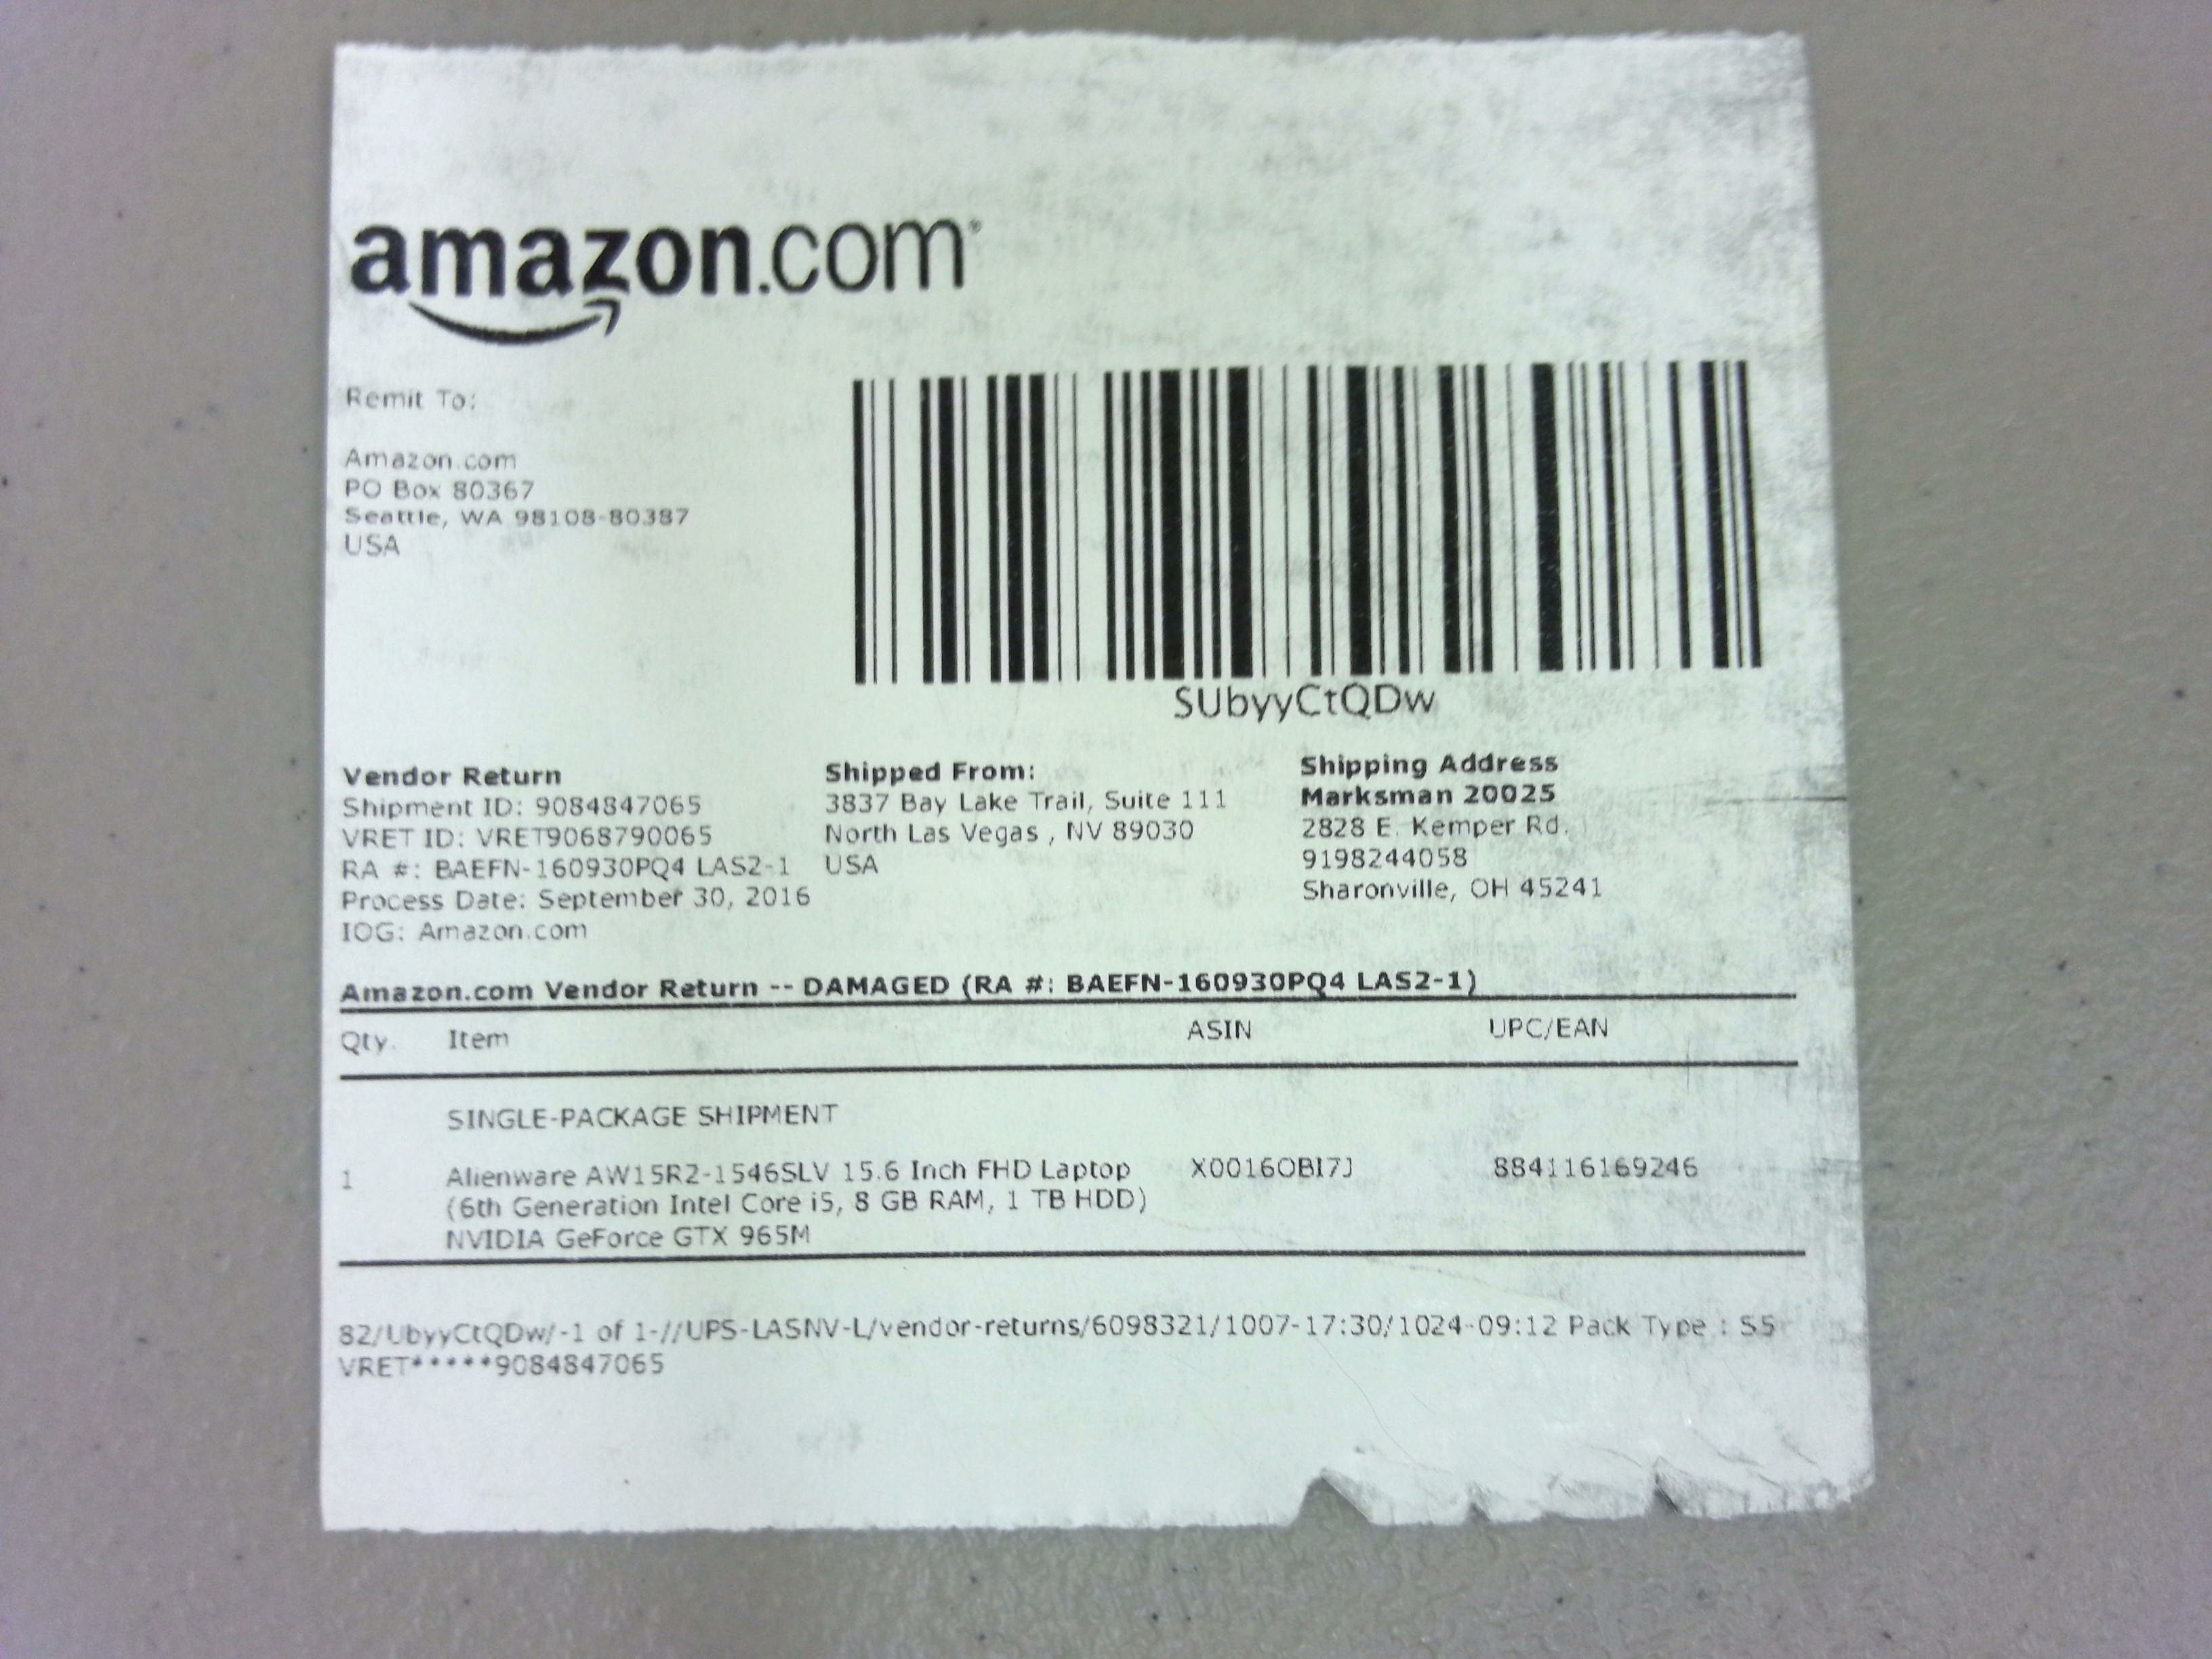 amazon.com
Remit To:
Amazon.com
PO Box 80367
Seattle, WA 98108-80387
USA
SUbyyCtQDw
Vendor Return
Shipment ID: 9084847065
VRET ID: VRET9068790065
RA #: BAEFN-160930PQ4 LAS2-1
Process Date: September 30, 2016
IOG: Amazon.com
Shipped From:
3837 Bay Lake Trail, Suite 111
North Las Vegas , NV 89030
USA
Shipping Address
Marksman 20025
2828 E. Kemper Rd.
9198244058
Sharonville, OH 45241
Amazon.com Vendor Return -- DAMAGED (RA #: BAEFN-160930PQ4 LAS2-1)
Qty. Item ASIN UPC/EAN
SINGLE-PACKAGE SHIPMENT
1 Alienware AW15R2-1546SLV 15.6 Inch FHD Laptop X0016OBI7J 884116169246
(6th Generation Intel Core i5, 8 GB RAM, 1 TB HDD)
NVIDIA GeForce GTX 965M
82/UbyyCtQDw/-1 of 1-//UPS-LASNV-L/vendor-returns/6098321/1007-17:30/1024-09:12 Pack Type : S5
VRET*****9084847065